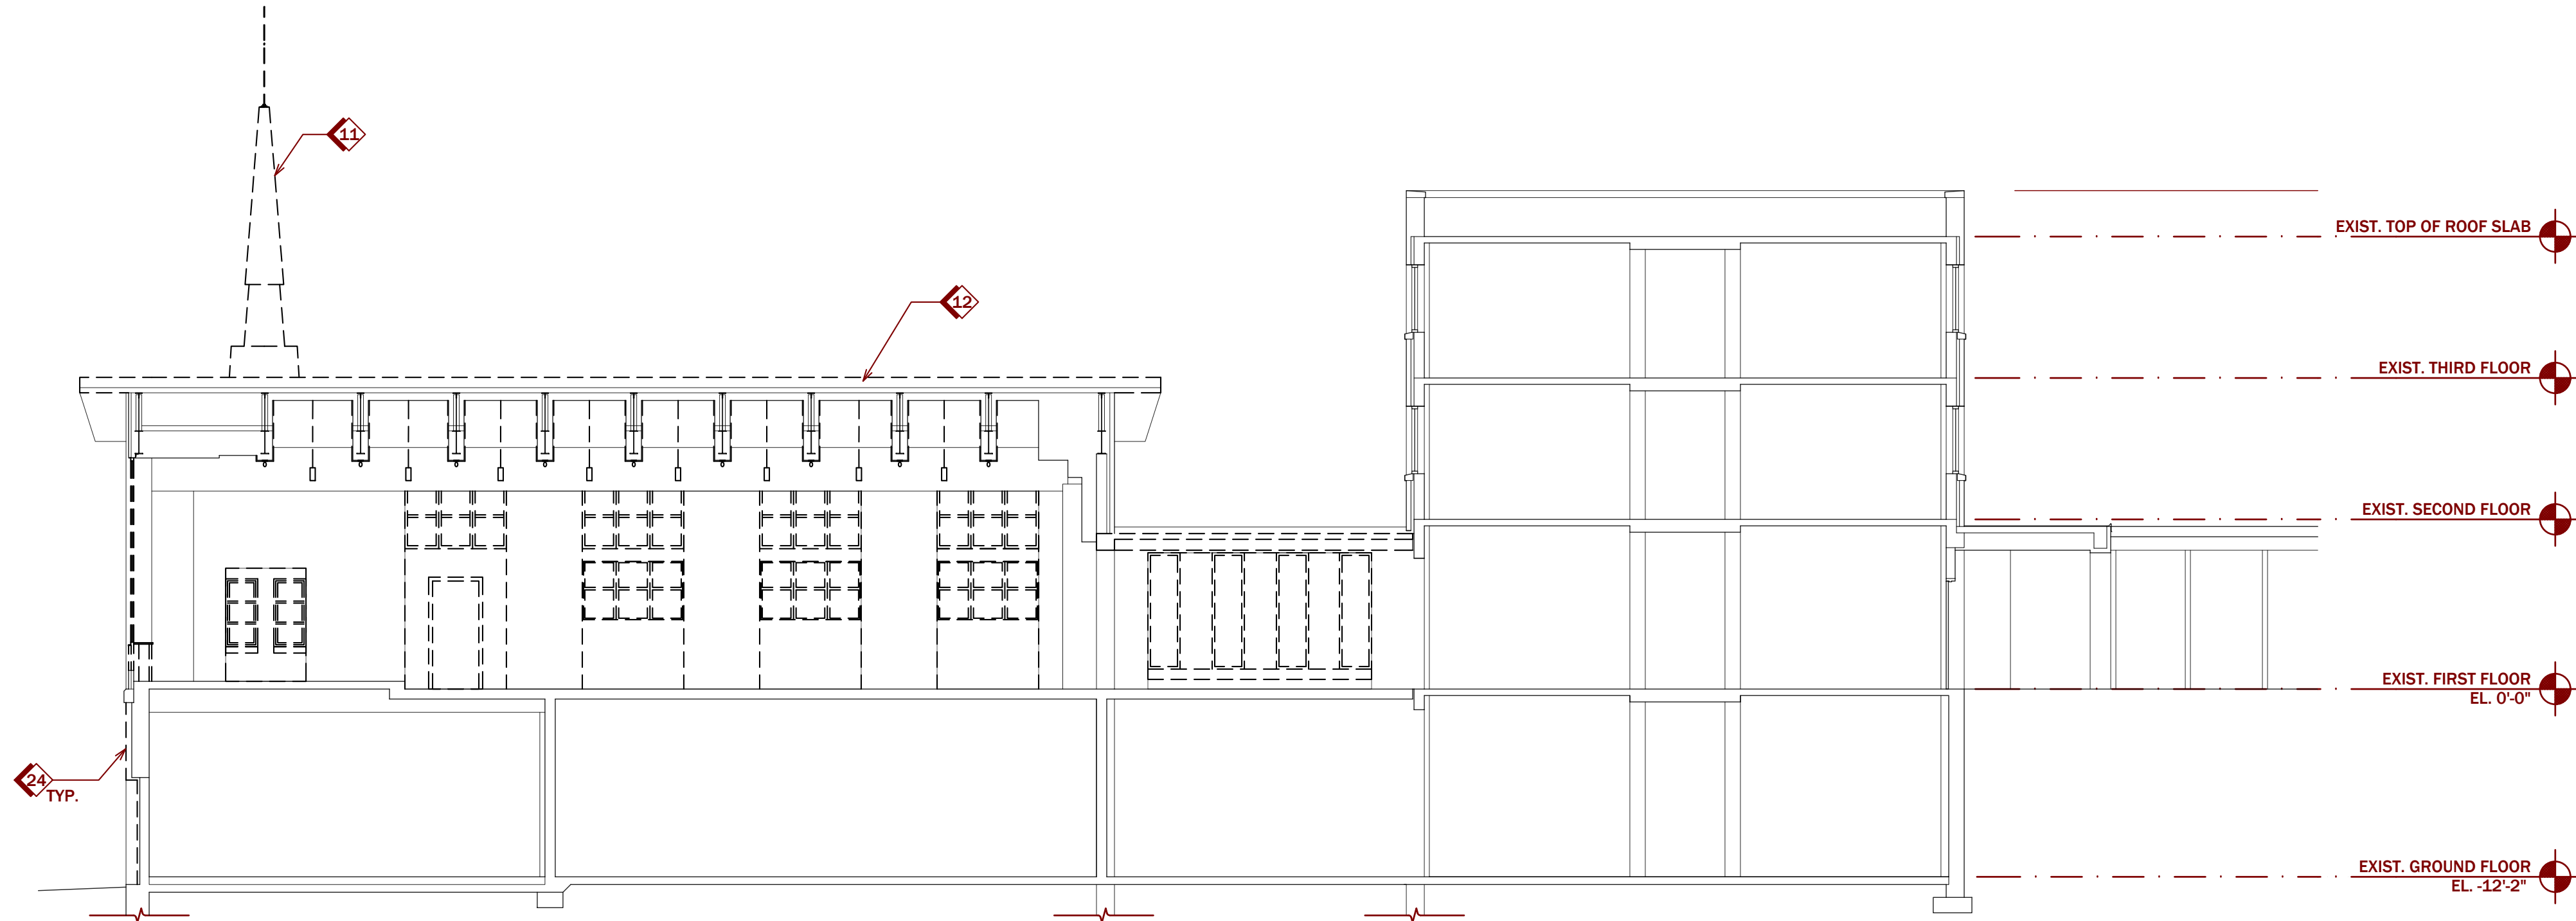 11
12
EXIST. TOP OF ROOF SLAB
EXIST. THIRD FLOOR
EXIST. SECOND FLOOR
EXIST. FIRST FLOOR
EL. 0'-0"
24
TYP.
EXIST. GROUND FLOOR
EL. -12'-2"